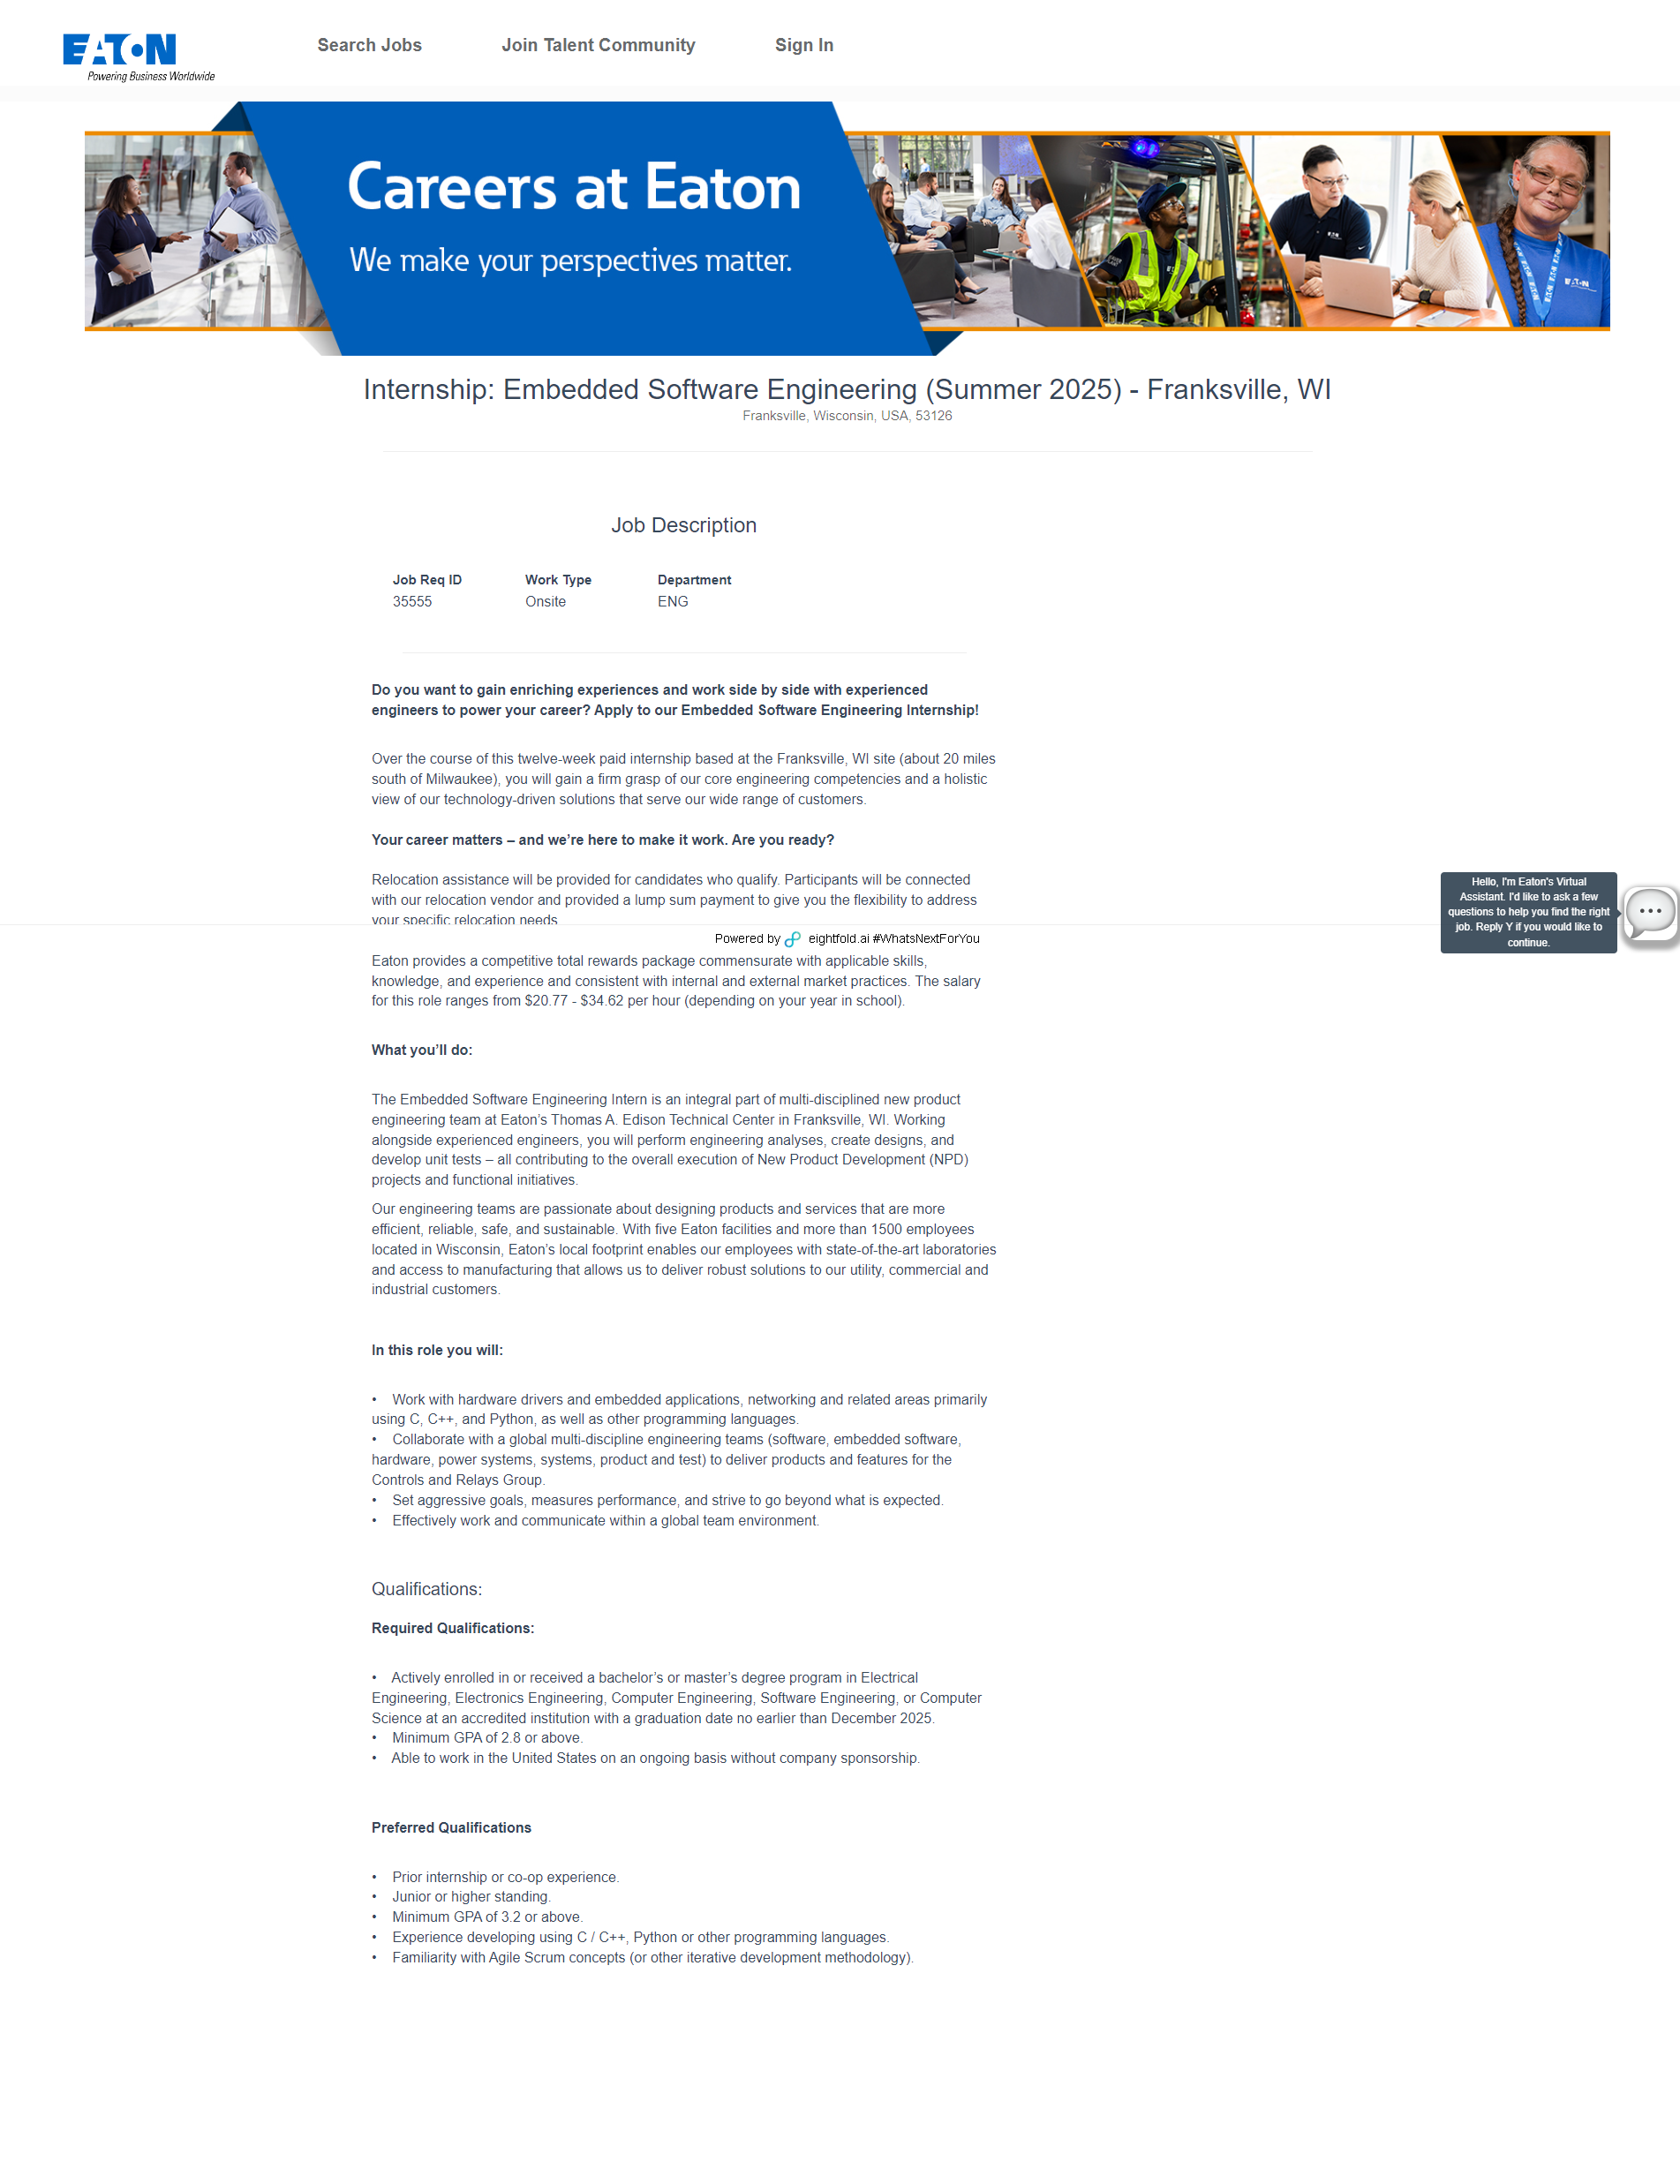 EATON
Powering Business Worldwide
Search Jobs
Join Talent Community
Sign In
Careers at Eaton
We make your perspectives matter.
Internship: Embedded Software Engineering (Summer 2025) - Franksville, WI
Franksville, Wisconsin, USA, 53126
Job Description
Job Req ID
35555
Work Type
Onsite
Department
ENG
Do you want to gain enriching experiences and work side by side with experienced
engineers to power your career? Apply to our Embedded Software Engineering Internship!
Over the course of this twelve-week paid internship based at the Franksville, WI site (about 20 miles
south of Milwaukee), you will gain a firm grasp of our core engineering competencies and a holistic
view of our technology-driven solutions that serve our wide range of customers.
Your career matters – and we’re here to make it work. Are you ready?
Relocation assistance will be provided for candidates who qualify. Participants will be connected
with our relocation vendor and provided a lump sum payment to give you the flexibility to address
your specific relocation needs
Powered by eightfold.ai #WhatsNextForYou
Hello, I'm Eaton's Virtual
Assistant. I'd like to ask a few
questions to help you find the right
job. Reply Y if you would like to
continue.
Eaton provides a competitive total rewards package commensurate with applicable skills,
knowledge, and experience and consistent with internal and external market practices. The salary
for this role ranges from $20.77 - $34.62 per hour (depending on your year in school).
What you’ll do:
The Embedded Software Engineering Intern is an integral part of multi-disciplined new product
engineering team at Eaton’s Thomas A. Edison Technical Center in Franksville, WI. Working
alongside experienced engineers, you will perform engineering analyses, create designs, and
develop unit tests – all contributing to the overall execution of New Product Development (NPD)
projects and functional initiatives.
Our engineering teams are passionate about designing products and services that are more
efficient, reliable, safe, and sustainable. With five Eaton facilities and more than 1500 employees
located in Wisconsin, Eaton’s local footprint enables our employees with state-of-the-art laboratories
and access to manufacturing that allows us to deliver robust solutions to our utility, commercial and
industrial customers.
In this role you will:
• Work with hardware drivers and embedded applications, networking and related areas primarily
using C, C++, and Python, as well as other programming languages.
• Collaborate with a global multi-discipline engineering teams (software, embedded software,
hardware, power systems, systems, product and test) to deliver products and features for the
Controls and Relays Group.
• Set aggressive goals, measures performance, and strive to go beyond what is expected.
• Effectively work and communicate within a global team environment.
Qualifications:
Required Qualifications:
• Actively enrolled in or received a bachelor’s or master’s degree program in Electrical
Engineering, Electronics Engineering, Computer Engineering, Software Engineering, or Computer
Science at an accredited institution with a graduation date no earlier than December 2025.
• Minimum GPA of 2.8 or above.
• Able to work in the United States on an ongoing basis without company sponsorship.
Preferred Qualifications
• Prior internship or co-op experience.
• Junior or higher standing.
• Minimum GPA of 3.2 or above.
• Experience developing using C / C++, Python or other programming languages.
• Familiarity with Agile Scrum concepts (or other iterative development methodology).